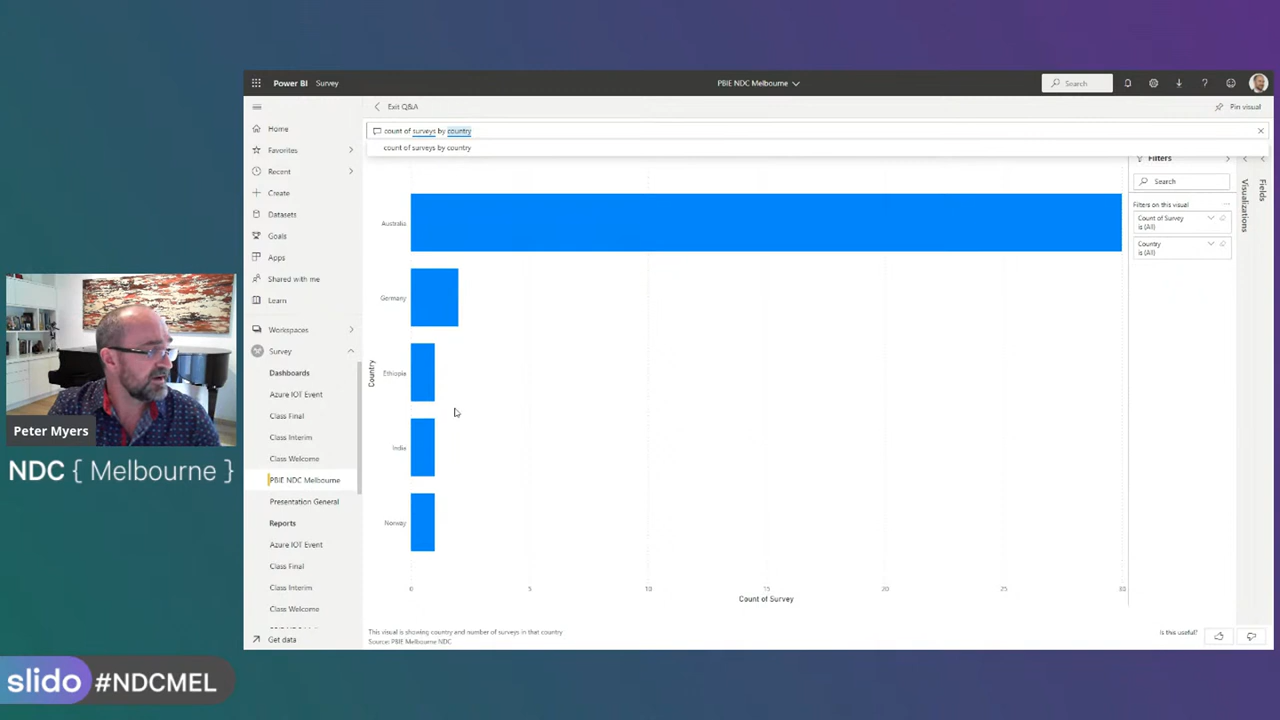 Power BI Survey
PBIE NDC Melbourne
Search
Exit Q&A
Pin visual
count of surveys by country
count of surveys by country
Home
Favorites
Recent
Create
Datasets
Goals
Apps
Shared with me
Learn
Workspaces
Survey
Dashboards
Azure IOT Event
Class Final
Class Interim
Class Welcome
PBIE NDC Melbourne
Presentation General
Reports
Azure IOT Event
Class Final
Class Interim
Class Welcome
Get data
Australia
Germany
Ethiopia
India
Norway
Country
0 5 10 15 20 25 30
Count of Survey
This visual is showing country and number of surveys in that country
Source: PBIE Melbourne NDC
Is this useful?
Filters
Search
Filters on this visual
Count of Survey
is (All)
Country
is (All)
Visualizations
Fields
Peter Myers
NDC { Melbourne }
slido #NDCMEL